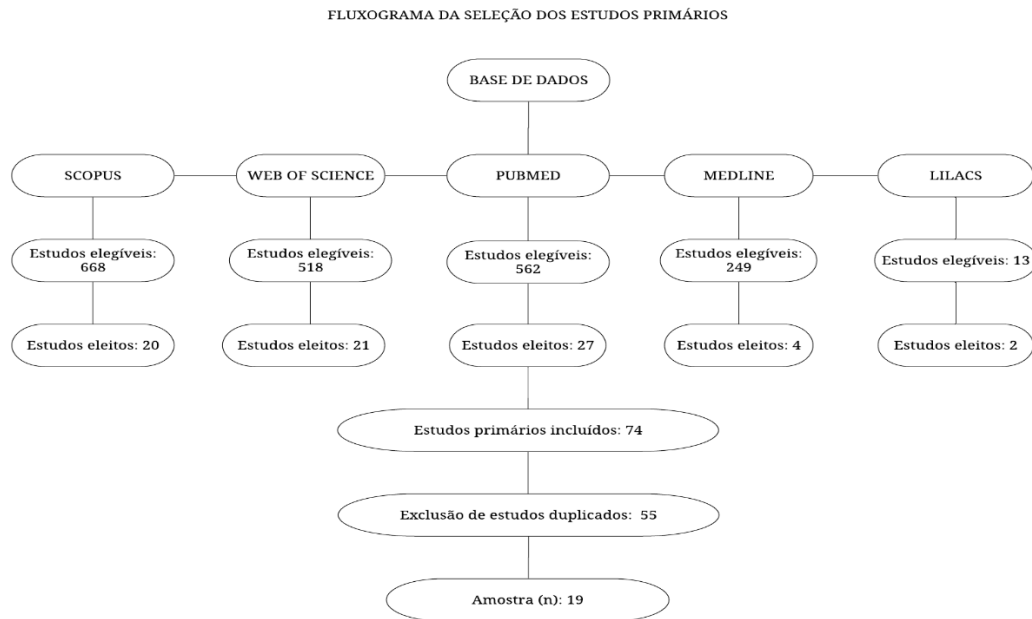 FLUXOGRAMA DA SELEÇÃO DOS ESTUDOS PRIMÁRIOS
BASE DE DADOS
SCOPUS
WEB OF SCIENCE
PUBMED
MEDLINE
LILACS
Estudos elegíveis:
668
Estudos elegíveis:
518
Estudos elegíveis:
562
Estudos elegíveis:
249
Estudos elegíveis: 13
Estudos eleitos: 20
Estudos eleitos: 21
Estudos eleitos: 27
Estudos eleitos: 4
Estudos eleitos: 2
Estudos primários incluídos: 74
Exclusão de estudos duplicados: 55
Amostra (n): 19